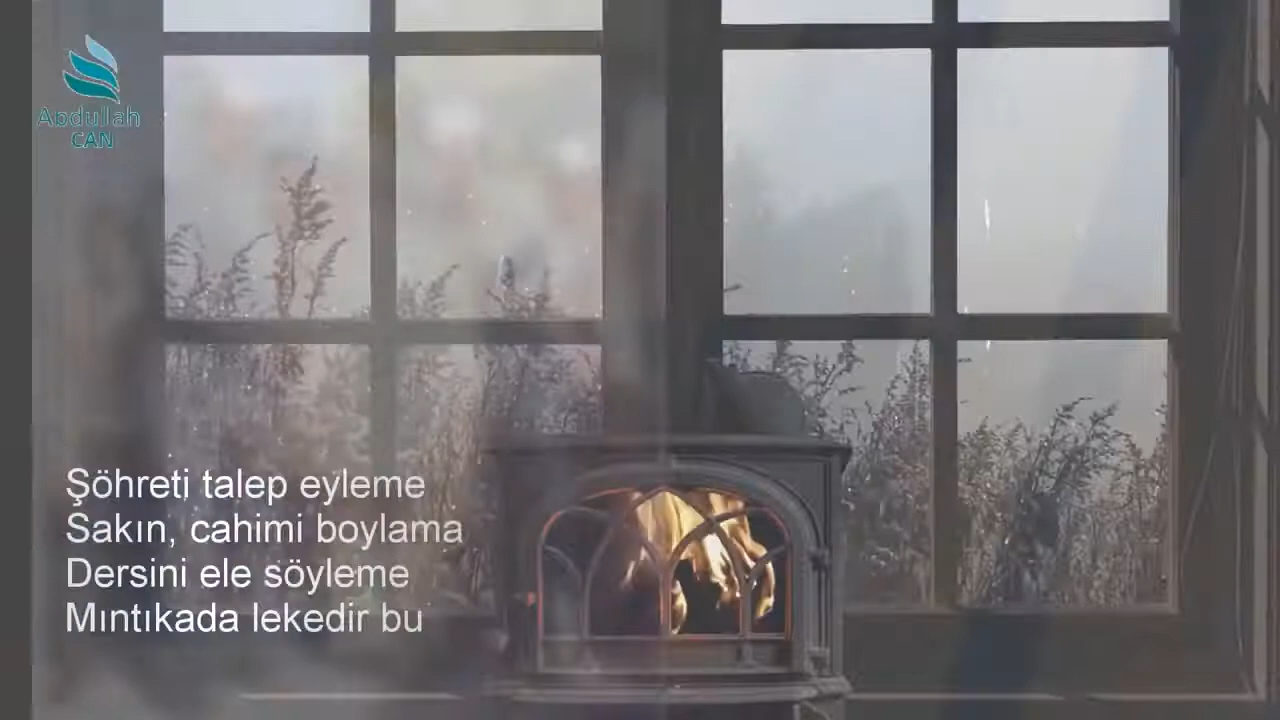 Abdullah
CAN
Şöhreti talep eyleme
Sakın, cahimi boylama
Dersini ele söyleme
Mıntıkada lekedir bu